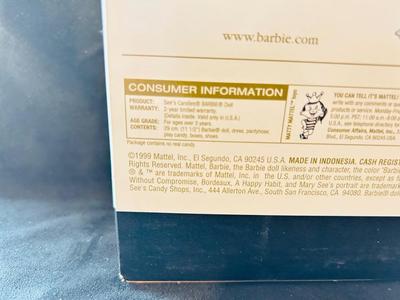 www.barbie.com
CONSUMER INFORMATION
PRODUCT: See's Candies® BARBIE® Doll
WARRANTY: 2 year limited warranty.
(Valid only in U.S.A.)
AGE GRADE: For ages over 3 years.
CONTENTS: 29 cm (11 1/2") Barbie® doll, dress, pantyhose,
play candy, boxes, shoes.
Package contains no real candy.
MATTY MATTEL™ says
YOU CAN TELL IT'S MATTEL!
write with any comments or que
products or service. Monday-
5:00 p.m. PST: 11:00 a.m.-8:00
see telephone directory
Consumer Affairs, Mattel, Inc.,
Blvd., El Segundo, CA 90245-USA.
©1999 Mattel, Inc., El Segundo, CA 90245 U.S.A. MADE IN INDONESIA. CASH REGIST
Rights Reserved. Mattel, Barbie, the Barbie doll likeness and character, the color "Barbie
® & ™ are trademarks of Mattel, Inc. in the U.S. and/or other countries, except as fo
Without Compromise, Bordeaux, A Happy Habit, and Mary See's portrait are trademark
See's Candy Shops, Inc., 444 Allerton Ave., South San Francisco, CA 94080. Barbie® doll